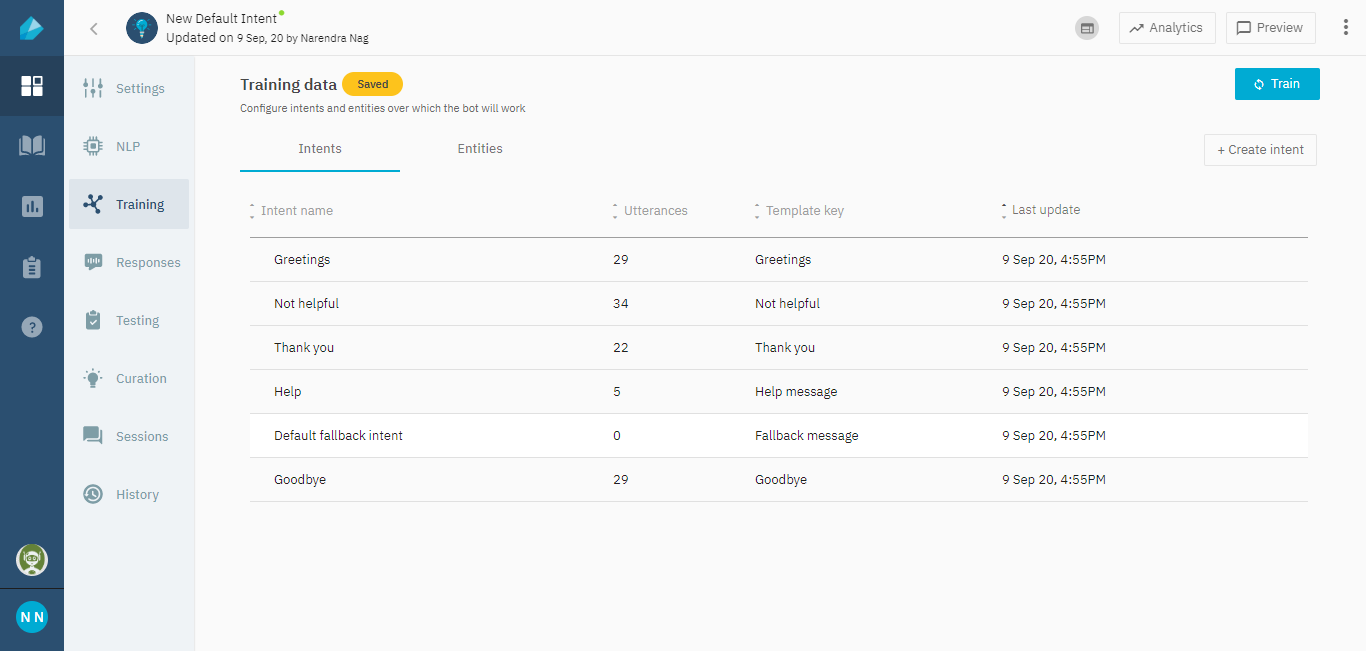 New Default Intent
Updated on 9 Sep, 20 by Narendra Nag
Analytics
Preview
Settings
NLP
Training
Responses
Testing
Curation
Sessions
History
N N
Training data Saved
Train
Configure intents and entities over which the bot will work
Intents Entities
+ Create intent
Intent name Utterances Template key Last update
Greetings 29 Greetings 9 Sep 20, 4:55PM
Not helpful 34 Not helpful 9 Sep 20, 4:55PM
Thank you 22 Thank you 9 Sep 20, 4:55PM
Help 5 Help message 9 Sep 20, 4:55PM
Default fallback intent 0 Fallback message 9 Sep 20, 4:55PM
Goodbye 29 Goodbye 9 Sep 20, 4:55PM